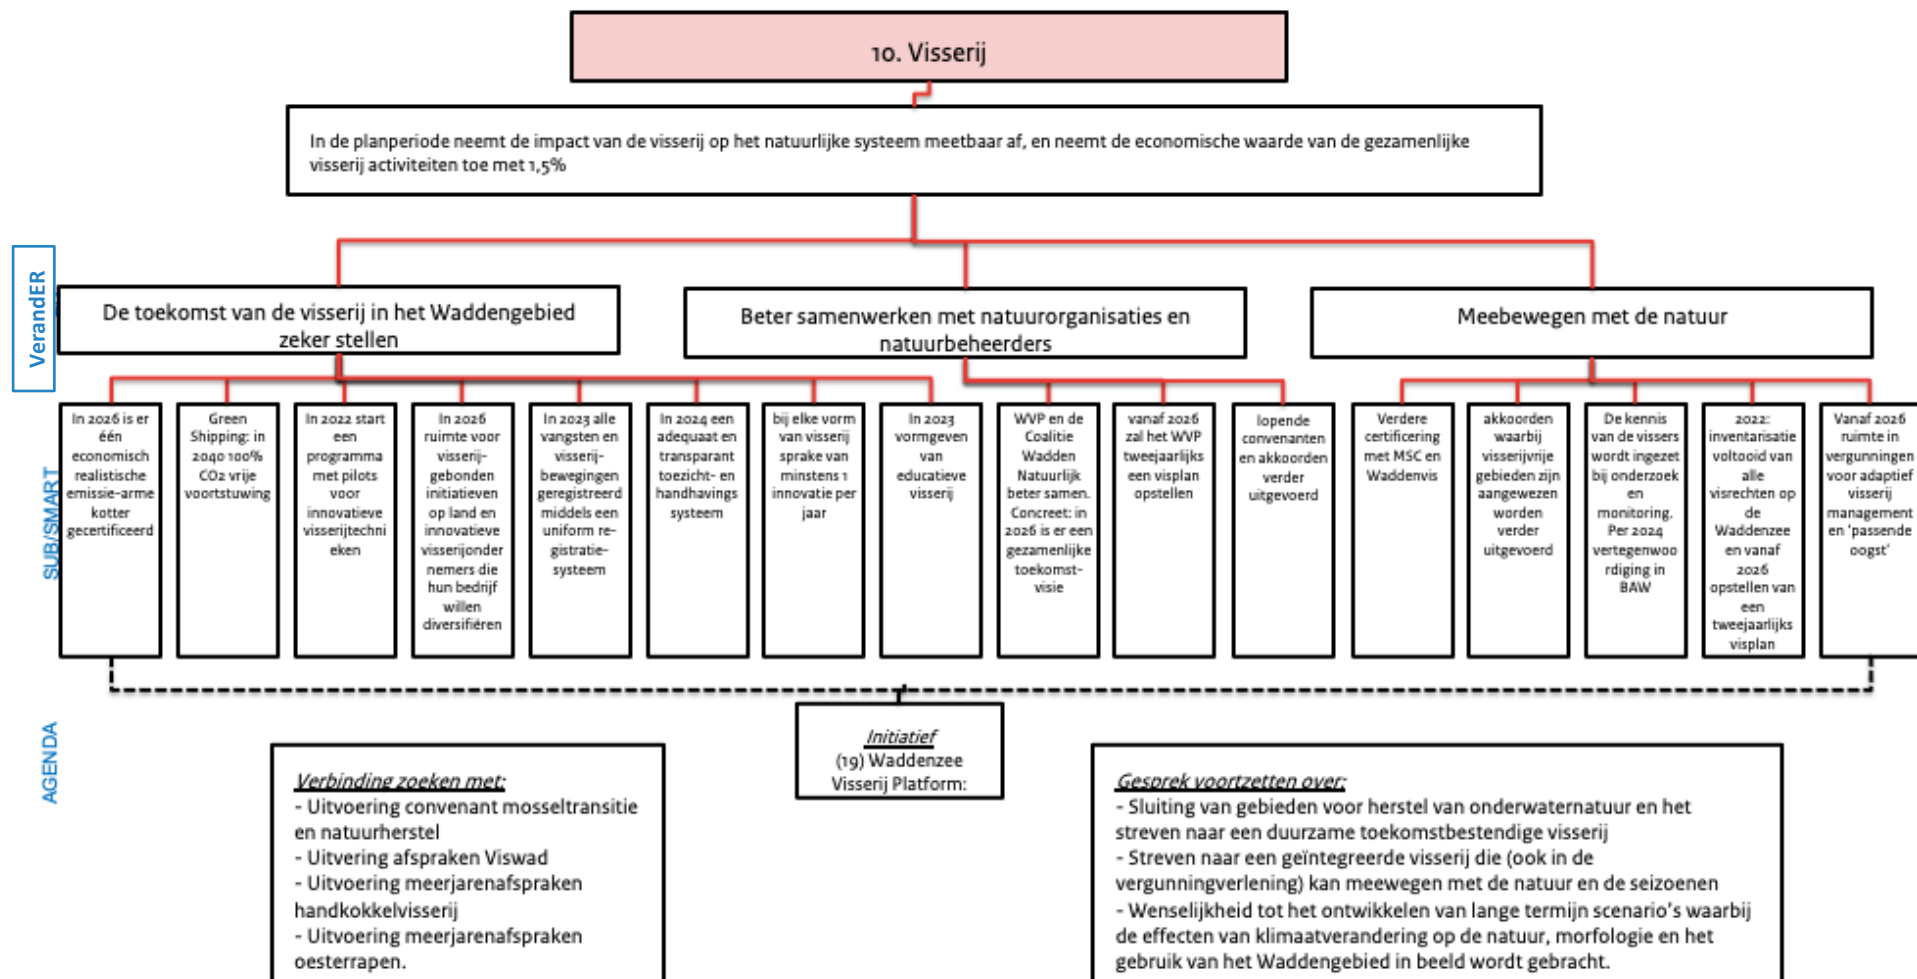 10. Visserij
In de planperiode neemt de impact van de visserij op het natuurlijke systeem meetbaar af, en neemt de economische waarde van de gezamenlijke
visserij activiteiten toe met 1,5%
VerandER
De toekomst van de visserij in het Waddengebied
zeker stellen
Beter samenwerken met natuurorganisaties en
natuurbeheerders
Meebewegen met de natuur
SUB/SMART
In 2026 is er
één
economisch
realistische
emissie-arme
kotter
gecertificeerd
Green
Shipping: in
2040 100%
CO2 vrije
voortstuwing
In 2022 start
een
programma
met pilots
voor
innovatieve
visserijtechni
eken
In 2026
ruimte voor
visserij-
gebonden
initiatieven
op land en
innovatieve
visserijonder
nemers die
hun bedrijf
willen
diversifiëren
In 2023 alle
vangsten en
visserij-
bewegingen
geregistreerd
middels een
uniform re-
gistratie-
systeem
In 2024 een
adequaat en
transparant
toezicht- en
handhavings
systeem
bij elke vorm
van visserij
sprake van
minstens 1
innovatie per
jaar
In 2023
vormgeven
van
educatieve
visserij
WVP en de
Coalitie
Wadden
Natuurlijk
beter samen.
Concreet: in
2026 is er een
gezamenlijke
toekomst-
visie
vanaf 2026
zal het WVP
tweejaarlijks
een visplan
opstellen
lopende
convenanten
en akkoorden
verder
uitgevoerd
Verdere
certificering
met MSC en
Waddenvis
akkoorden
waarbij
visserijvrije
gebieden zijn
aangewezen
worden
verder
uitgevoerd
De kennis
van de vissers
wordt ingezet
bij onderzoek
en
monitoring.
Per 2024
vertegenwoo
rdiging in
BAW
2022:
inventarisatie
voltooid van
alle
visrechten op
de
Waddenzee
en vanaf
2026
opstellen van
een
tweejaarlijks
visplan
Vanaf 2026
ruimte in
vergunningen
voor adaptief
visserij
management
en 'passende
oogst'
AGENDA
Initiatief
(19) Waddenzee
Visserij Platform:
Verbinding zoeken met:
- Uitvoering convenant mosseltransitie
en natuurherstel
- Uitvering afspraken Viswad
- Uitvoering meerjarenafspraken
handkokkelvisserij
- Uitvoering meerjarenafspraken
oesterrapen.
Gesprek voortzetten over:
- Sluiting van gebieden voor herstel van onderwaternatuur en het
streven naar een duurzame toekomstbestendige visserij
- Streven naar een geïntegreerde visserij die (ook in de
vergunningverlening) kan meewegen met de natuur en de seizoenen
- Wenselijkheid tot het ontwikkelen van lange termijn scenario's waarbij
de effecten van klimaatverandering op de natuur, morfologie en het
gebruik van het Waddengebied in beeld wordt gebracht.